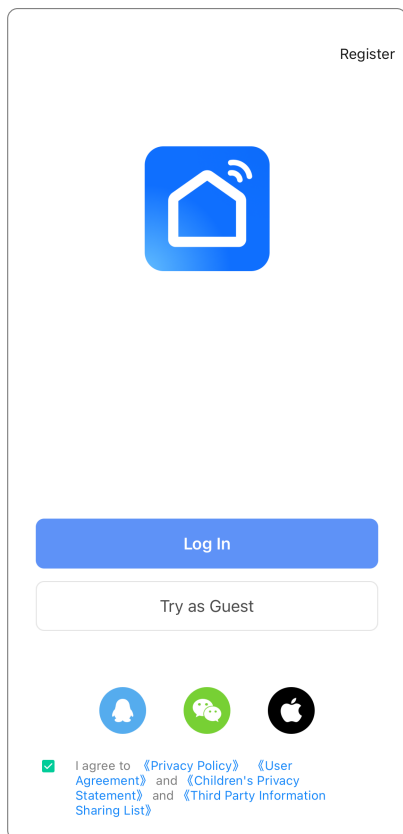 Register
Log In
Try as Guest
I agree to 《Privacy Policy》 《User
Agreement》 and 《Children's Privacy
Statement》 and 《Third Party Information
Sharing List》